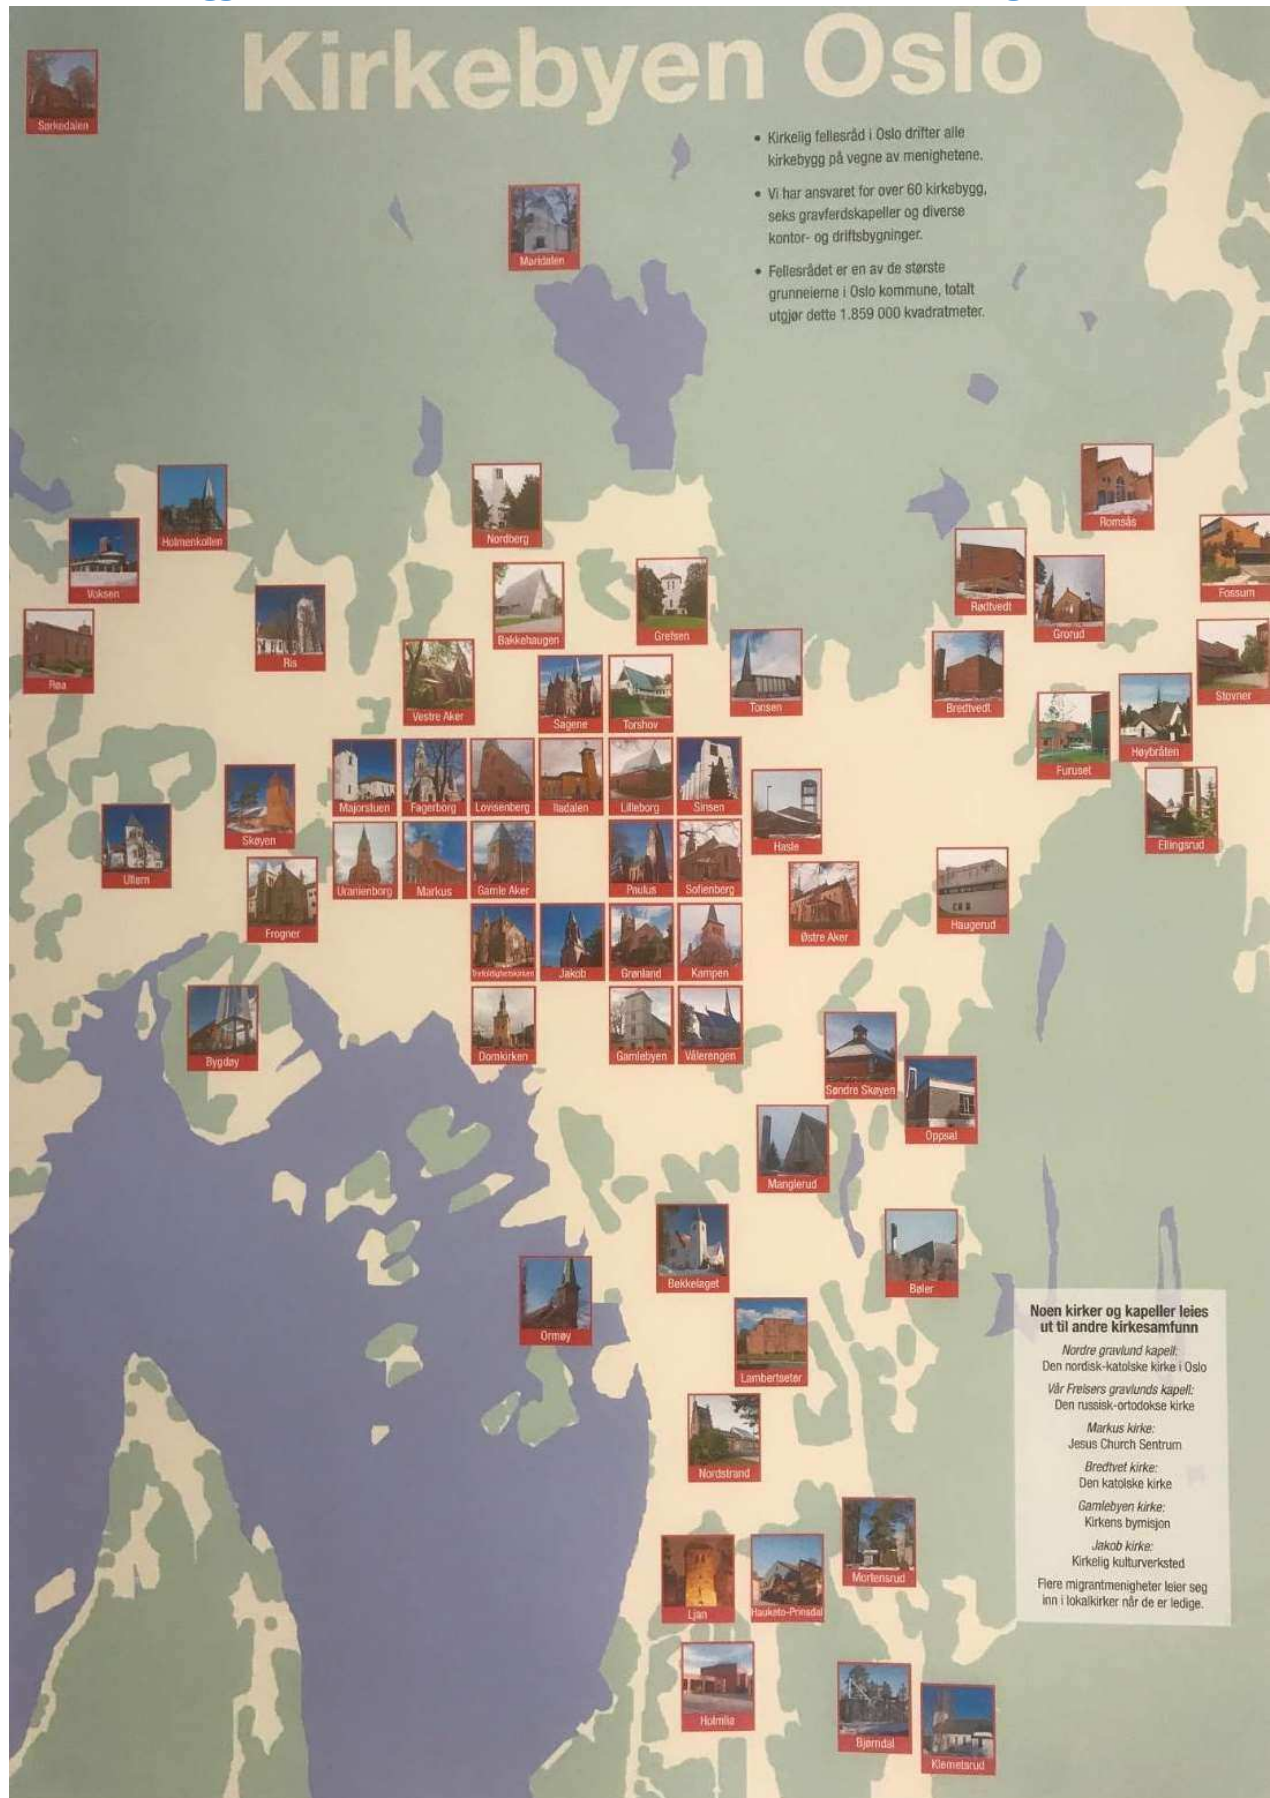 Kirkebyen Oslo
• Kirkelig fellesråd i Oslo drifter alle
kirkebygg på vegne av menighetene.
• Vi har ansvaret for over 60 kirkebygg,
seks gravferdskapeller og diverse
kontor- og driftsbygninger.
• Fellesrådet er en av de største
grunneierne i Oslo kommune, totalt
utgjør dette 1.859 000 kvadratmeter.
Sørkedalen
Maridalen
Holmenkollen
Nordberg
Romsås
Voksen
Fossum
Røa
Ris
Bakkehaugen
Grefsen
Rødtvedt
Grorud
Vestre Aker
Sagene
Torshov
Tonsen
Bredtvedt
Stovner
Furuset
Høybråten
Majorstuen
Fagerborg
Lovisenberg
Iladalen
Lilleborg
Sinsen
Skøyen
Hasle
Ellingsrud
Ullern
Uranienborg
Markus
Gamle Aker
Paulus
Sofienberg
Frogner
Østre Aker
Haugerud
Trefoldighetskirken
Jakob
Grønland
Kampen
Bygdøy
Domkirken
Gamlebyen
Vålerengen
Søndre Skøyen
Oppsal
Manglerud
Bekkelaget
Bøler
Ormøy
Lambertseter
Nordstrand
Mortensrud
Ljan
Hauketo-Prinsdal
Holmlia
Bjørndal
Klemetsrud
Noen kirker og kapeller leies
ut til andre kirkesamfunn
Nordre gravlund kapell:
Den nordisk-katolske kirke i Oslo
Vår Frelsers gravlunds kapell:
Den russisk-ortodokse kirke
Markus kirke:
Jesus Church Sentrum
Bredtvet kirke:
Den katolske kirke
Gamlebyen kirke:
Kirkens bymisjon
Jakob kirke:
Kirkelig kulturverksted
Flere migrantmenigheter leier seg
inn i lokalkirker når de er ledige.